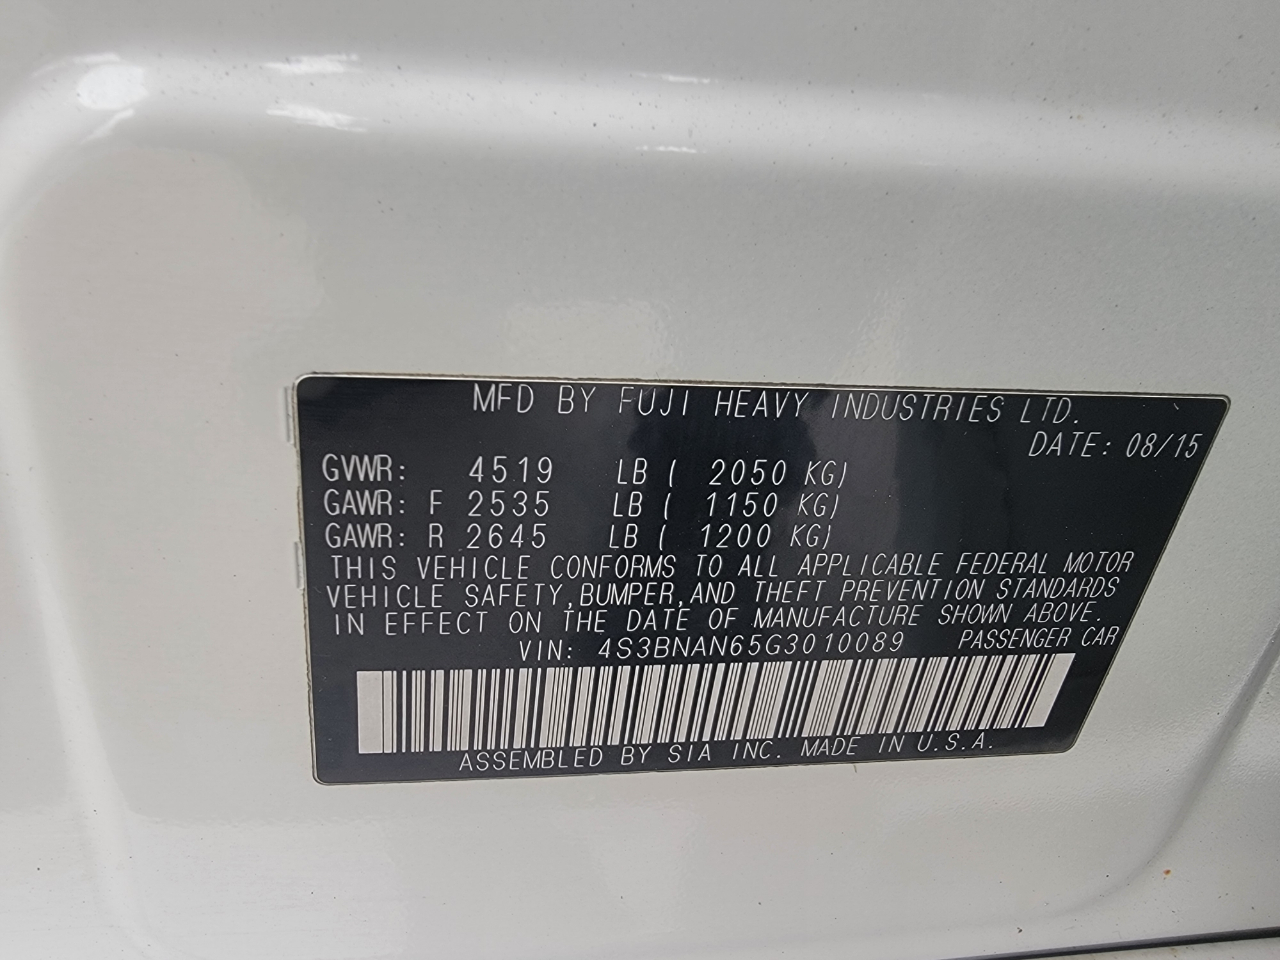 MFD BY FUJI HEAVY INDUSTRIES LTD.
DATE: 08/15
GVWR: 4519 LB ( 2050 KG)
GAWR: F 2535 LB ( 1150 KG)
GAWR: R 2645 LB ( 1200 KG)
THIS VEHICLE CONFORMS TO ALL APPLICABLE FEDERAL MOTOR
VEHICLE SAFETY, BUMPER, AND THEFT PREVENTION STANDARDS
IN EFFECT ON THE DATE OF MANUFACTURE SHOWN ABOVE.
VIN: 4S3BNAN65G3010089 PASSENGER CAR
ASSEMBLED BY SIA INC. MADE IN U.S.A.